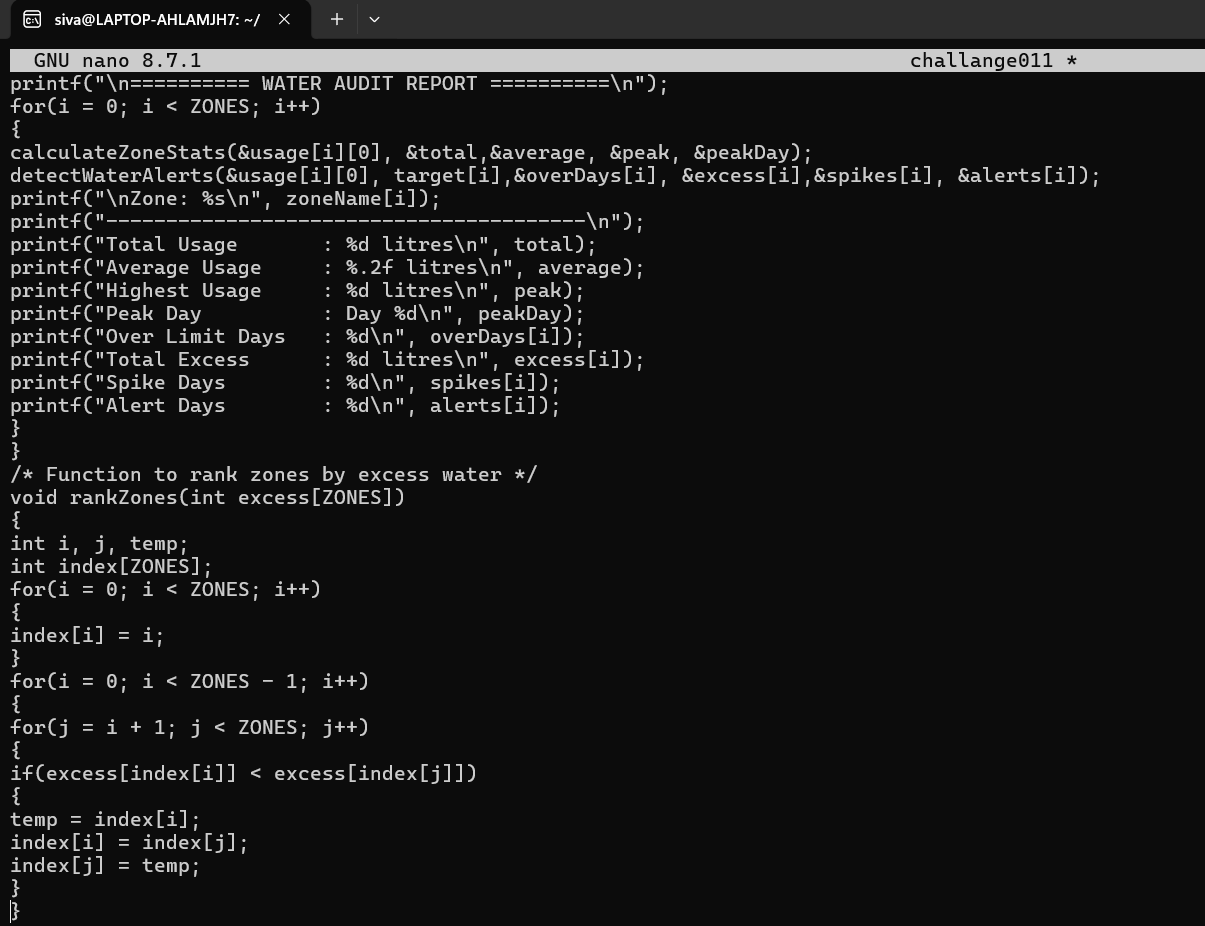 siva@LAPTOP-AHLAMJH7: ~/
GNU nano 8.7.1 challange011 *
printf("\n========== WATER AUDIT REPORT ==========\n");
for(i = 0; i < ZONES; i++)
{
calculateZoneStats(&usage[i][0], &total,&average, &peak, &peakDay);
detectWaterAlerts(&usage[i][0], target[i],&overDays[i], &excess[i],&spikes[i], &alerts[i]);
printf("\nZone: %s\n", zoneName[i]);
printf("----------------------------------------\n");
printf("Total Usage       : %d litres\n", total);
printf("Average Usage     : %.2f litres\n", average);
printf("Highest Usage     : %d litres\n", peak);
printf("Peak Day          : Day %d\n", peakDay);
printf("Over Limit Days   : %d\n", overDays[i]);
printf("Total Excess      : %d litres\n", excess[i]);
printf("Spike Days        : %d\n", spikes[i]);
printf("Alert Days        : %d\n", alerts[i]);
}
}
/* Function to rank zones by excess water */
void rankZones(int excess[ZONES])
{
int i, j, temp;
int index[ZONES];
for(i = 0; i < ZONES; i++)
{
index[i] = i;
}
for(i = 0; i < ZONES - 1; i++)
{
for(j = i + 1; j < ZONES; j++)
{
if(excess[index[i]] < excess[index[j]])
{
temp = index[i];
index[i] = index[j];
index[j] = temp;
}
}